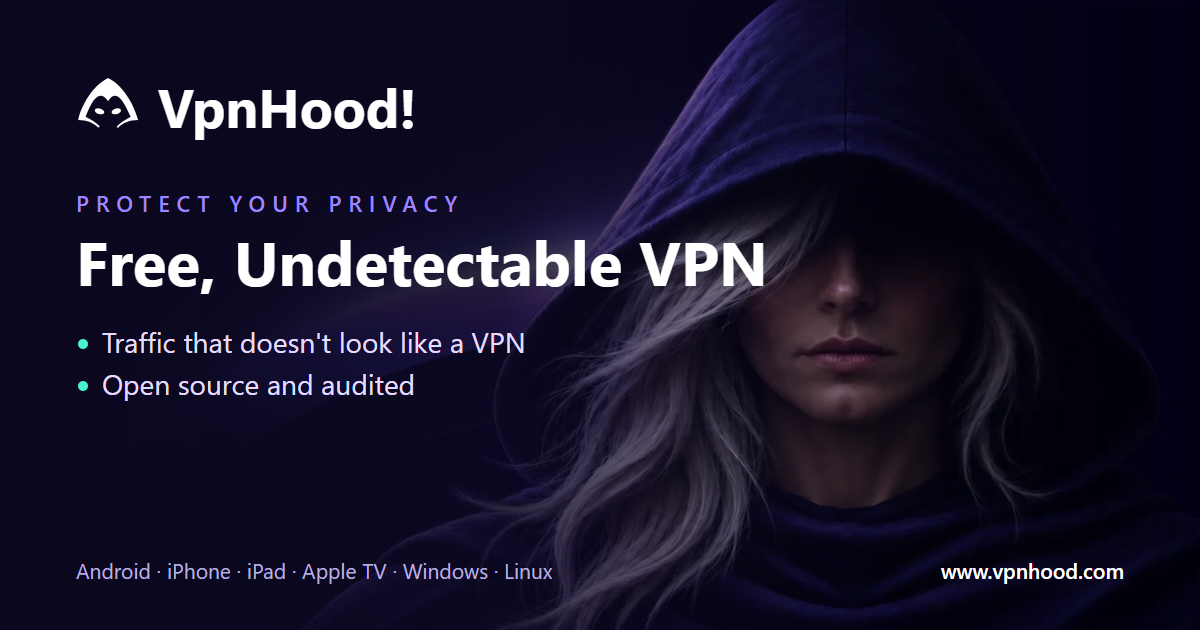 VpnHood!
PROTECT YOUR PRIVACY
Free, Undetectable VPN
• Traffic that doesn't look like a VPN
• Open source and audited
Android · iPhone · iPad · Apple TV · Windows · Linux
www.vpnhood.com